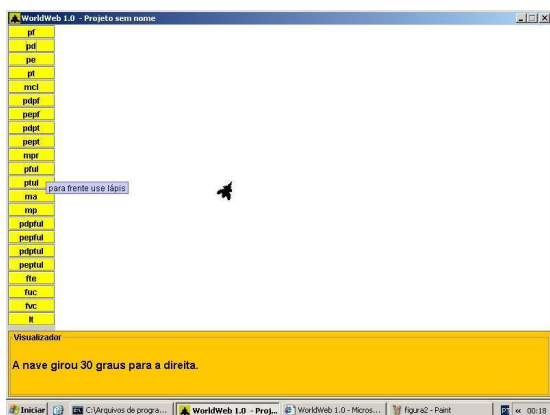 WorldWeb 1.0 - Projeto sem nome
pf
pd
pe
pt
mcl
pdpf
pepf
pdpt
pept
mpr
pful
ptul
para frente use lápis
ma
mp
pdpful
pepful
pdptul
peptul
fte
fuc
fvc
lt
Visualizador
A nave girou 30 graus para a direita.
Iniciar C:\Arquivos de progra... WorldWeb 1.0 - Proj... WorldWeb 1.0 - Micros... figura2 - Paint PT « 00:15